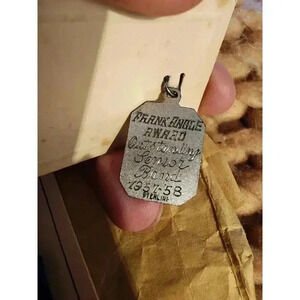 FRANK ANGLE
AWARD
Outstanding
Senior
Band
1957-58
STERLING